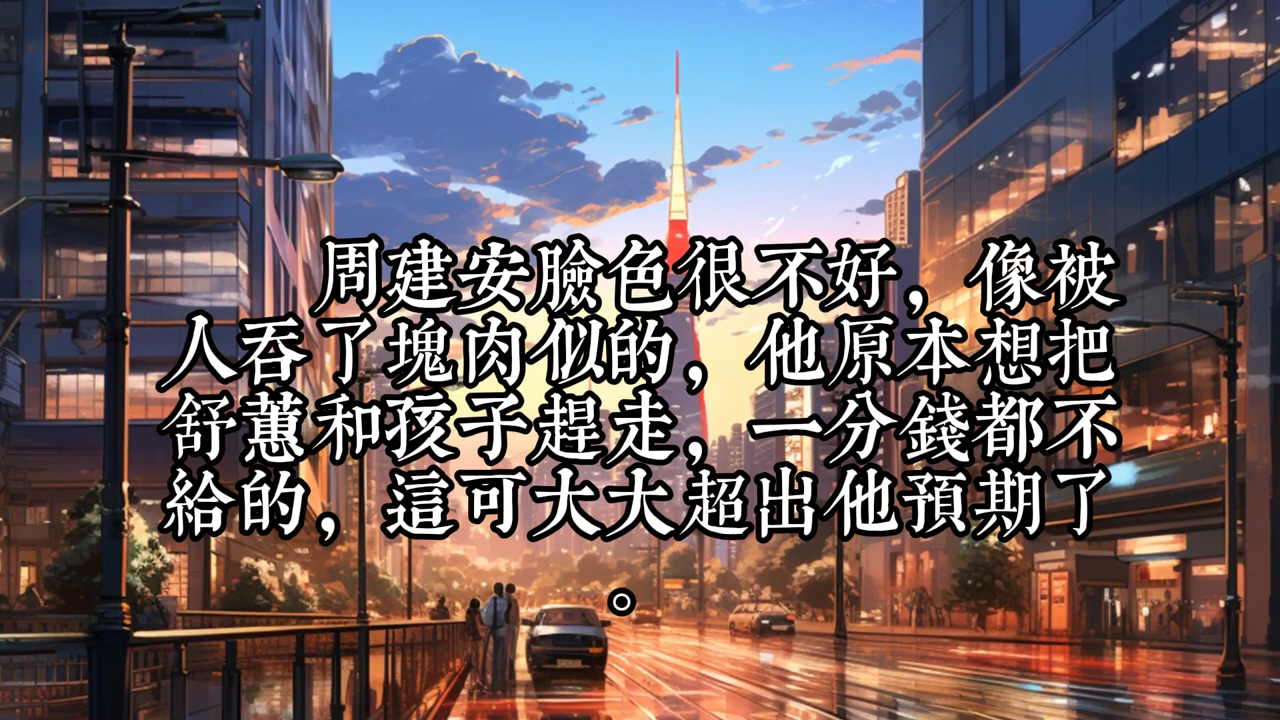 周建安臉色很不好，像被
人吞了塊肉似的，他原本想把
舒蕙和孩子趕走，一分錢都不
給的，這可大大超出他預期了
。